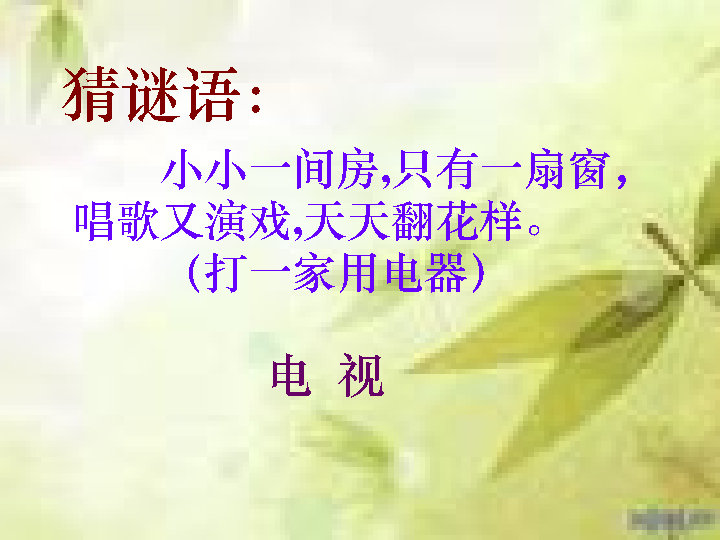 猜谜语：
小小一间房,只有一扇窗，
唱歌又演戏,天天翻花样。
（打一家用电器）
电 视